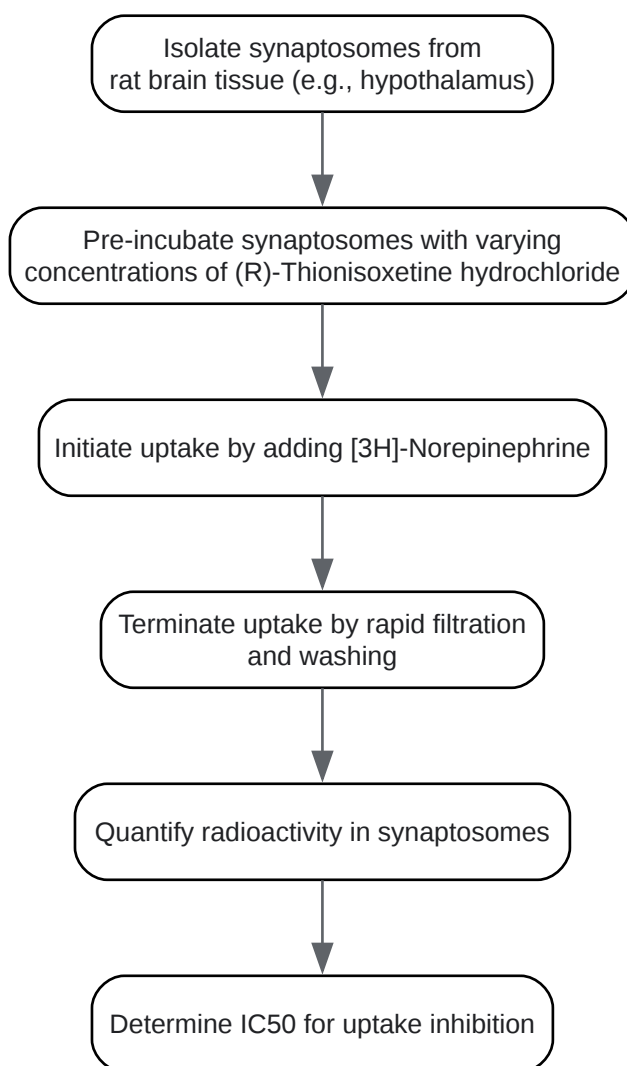 Isolate synaptosomes from
rat brain tissue (e.g., hypothalamus)
Pre-incubate synaptosomes with varying
concentrations of (R)-Thionisoxetine hydrochloride
Initiate uptake by adding [3H]-Norepinephrine
Terminate uptake by rapid filtration
and washing
Quantify radioactivity in synaptosomes
Determine IC50 for uptake inhibition